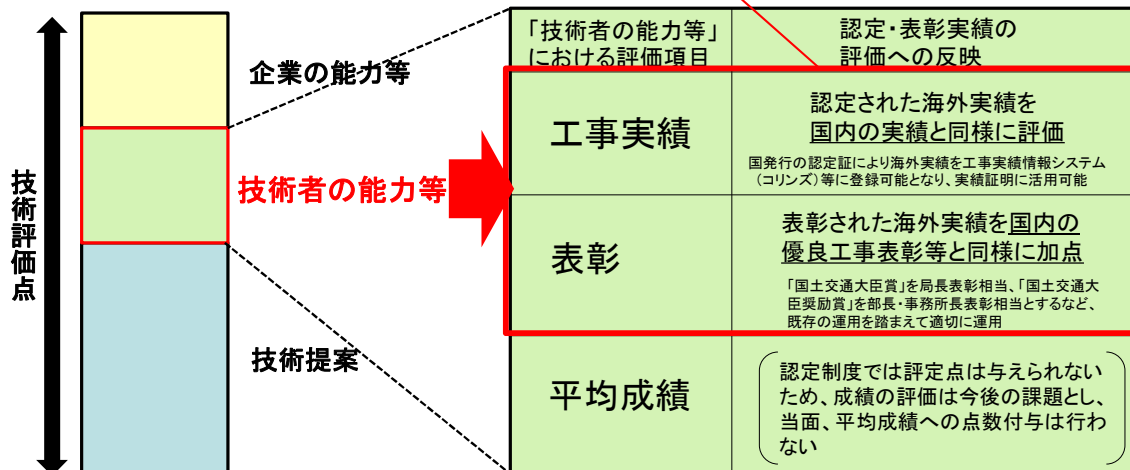 技術評価点
企業の能力等
技術者の能力等
技術提案
「技術者の能力等」
における評価項目
認定・表彰実績の
評価への反映
工事実績
認定された海外実績を
国内の実績と同様に評価
国発行の認定証により海外実績を工事実績情報システム
(コリンズ)等に登録可能となり、実績証明に活用可能
表彰
表彰された海外実績を国内の
優良工事表彰等と同様に加点
「国土交通大臣賞」を局長表彰相当、「国土交通大
臣奨励賞」を部長・事務所長表彰相当とするなど、
既存の運用を踏まえて適切に運用
平均成績
認定制度では評定点は与えられない
ため、成績の評価は今後の課題とし、
当面、平均成績への点数付与は行わ
ない